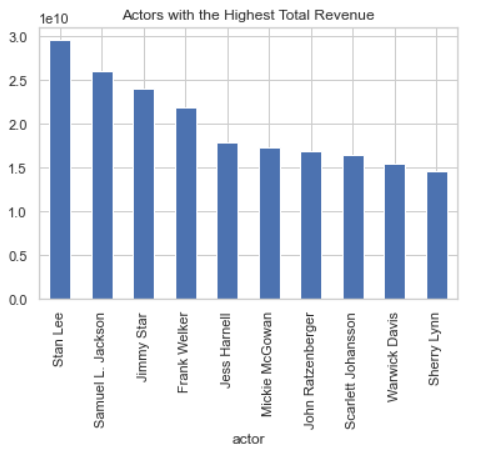 Actors with the Highest Total Revenue
1e10
3.0
2.5
2.0
1.5
1.0
0.5
0.0
Stan Lee
Samuel L. Jackson
Jimmy Star
Frank Welker
Jess Harnell
Mickie McGowan
John Ratzenberger
Scarlett Johansson
Warwick Davis
Sherry Lynn
actor